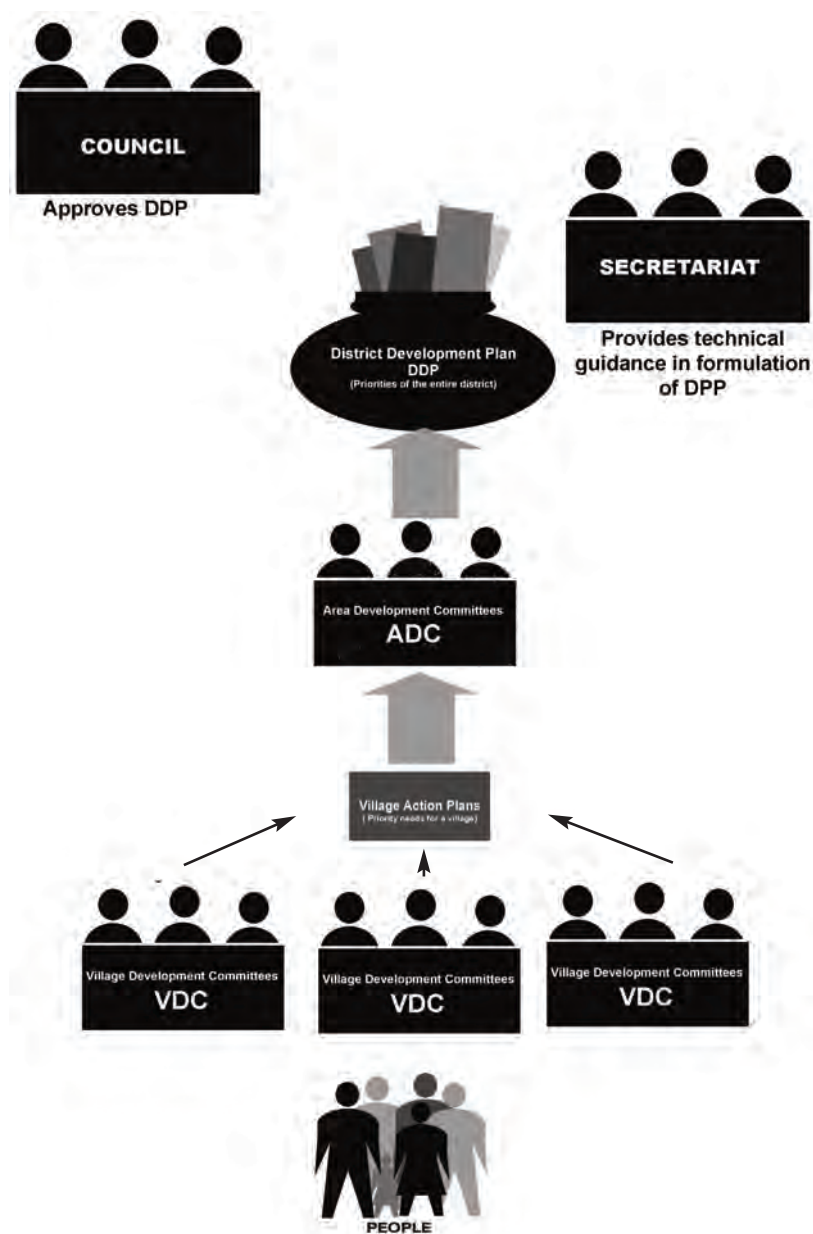 COUNCIL
Approves DDP
SECRETARIAT
Provides technical
guidance in formulation
of DPP
District Development Plan
DDP
(Priorities of the entire district)
Area Development Committees
ADC
Village Action Plans
( Priority needs for a village)
Village Development Committees
VDC
Village Development Committees
VDC
Village Development Committees
VDC
PEOPLE